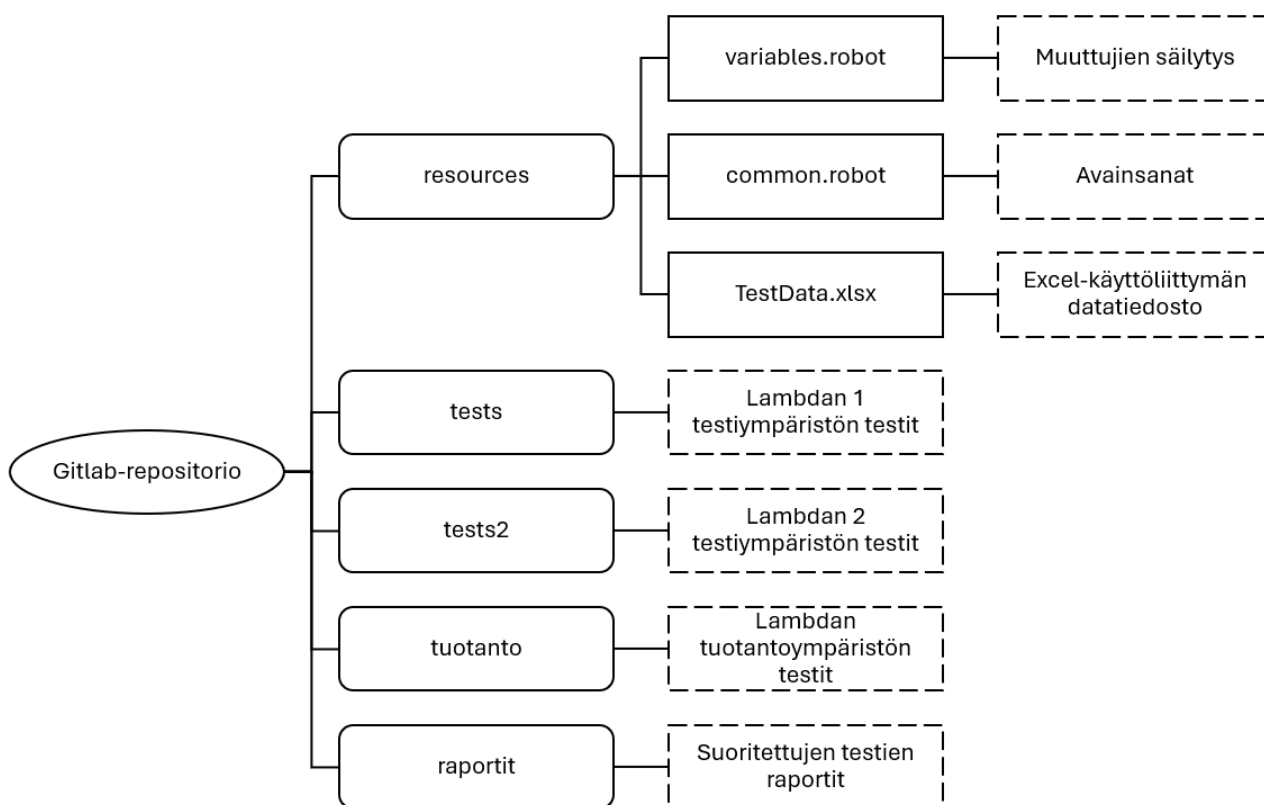 variables.robot
Muuttujien säilytys
resources
common.robot
Avainsanat
TestData.xlsx
Excel-käyttöliittymän
datatiedosto
tests
Lambdan 1
testiympäristön testit
Gitlab-repositorio
tests2
Lambdan 2
testiympäristön testit
tuotanto
Lambdan
tuotantoympäristön
testit
raportit
Suoritettujen testien
raportit